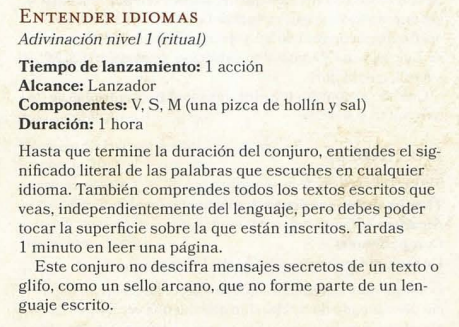 ENTENDER IDIOMAS
Adivinación nivel 1 (ritual)
Tiempo de lanzamiento: 1 acción
Alcance: Lanzador
Componentes: V, S, M (una pizca de hollín y sal)
Duración: 1 hora
Hasta que termine la duración del conjuro, entiendes el sig-
nificado literal de las palabras que escuches en cualquier
idioma. También comprendes todos los textos escritos que
veas, independientemente del lenguaje, pero debes poder
tocar la superficie sobre la que están inscritos. Tardas
1 minuto en leer una página.
Este conjuro no descifra mensajes secretos de un texto o
glifo, como un sello arcano, que no forme parte de un len-
guaje escrito.